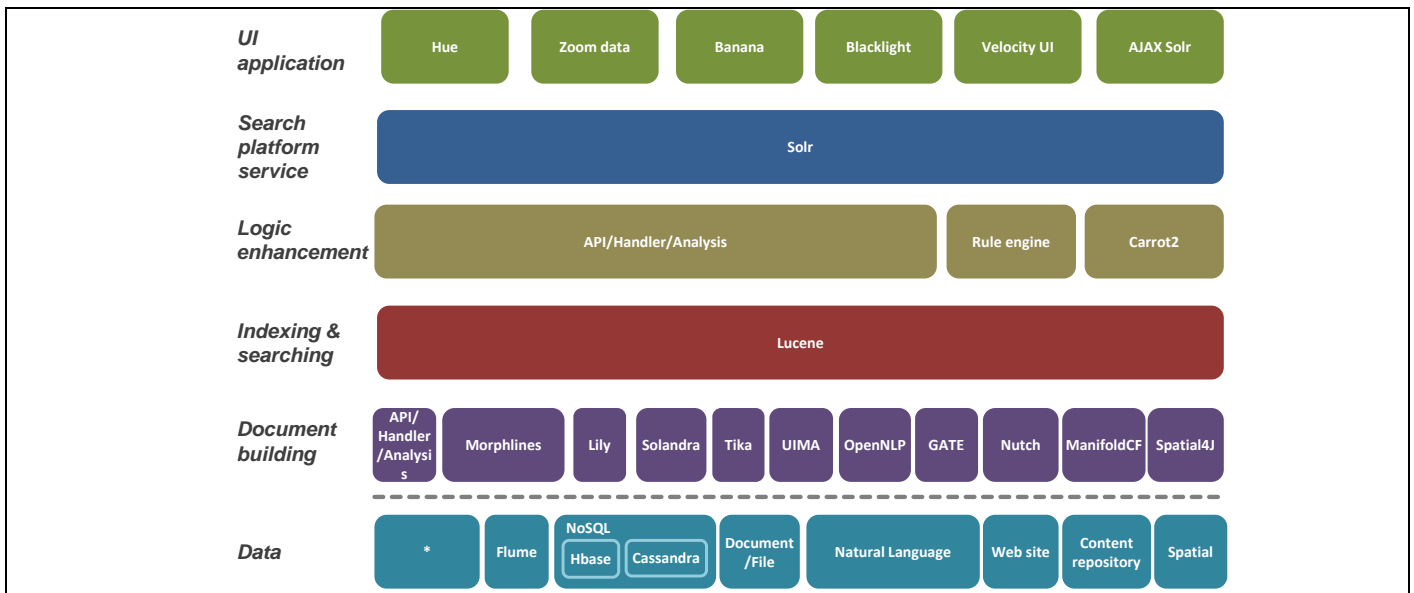 UI
application
Hue
Zoom data
Banana
Blacklight
Velocity UI
AJAX Solr
Search
platform
service
Solr
Logic
enhancement
API/Handler/Analysis
Rule engine
Carrot2
Indexing &
searching
Lucene
Document
building
API/
Handler
/Analysi
s
Morphlines
Lily
Solandra
Tika
UIMA
OpenNLP
GATE
Nutch
ManifoldCF
Spatial4J
Data
*
Flume
NoSQL
Hbase
Cassandra
Document
/File
Natural Language
Web site
Content
repository
Spatial